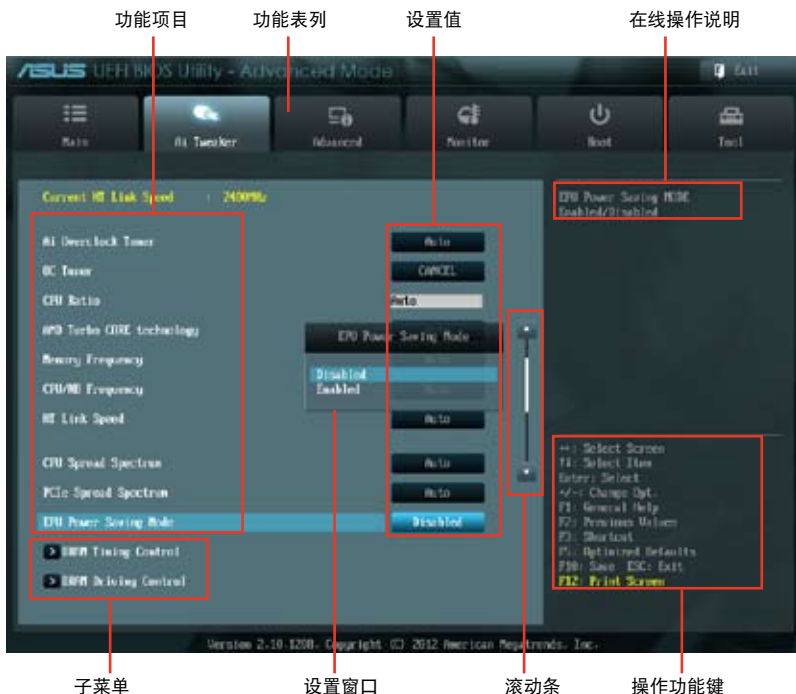 功能项目 功能表列 设置值 在线操作说明
ASUS UEFI BIOS Utility - Advanced Mode Exit
Main Ai Tweaker Advanced Monitor Boot Tool
Current HT Link Speed : 2400MHz
EPU Power Saving MODE
Enabled/Disabled
Ai Overclock Tuner Auto
OC Tuner CANCEL
CPU Ratio Auto
AMD Turbo CORE technology
EPU Power Saving Mode
Memory Frequency Auto
Disabled
Enabled
CPU/NB Frequency Auto
HT Link Speed Auto
CPU Spread Spectrum Auto
PCIe Spread Spectrum Auto
EPU Power Saving Mode Disabled
> DRAM Timing Control
> DRAM Driving Control
→←: Select Screen
↑↓: Select Item
Enter: Select
+/-: Change Opt.
F1: General Help
F2: Previous Values
F3: Shortcut
F5: Optimized Defaults
F10: Save ESC: Exit
F12: Print Screen
Version 2.10.1208. Copyright (C) 2012 American Megatrends, Inc.
子菜单 设置窗口 滚动条 操作功能键